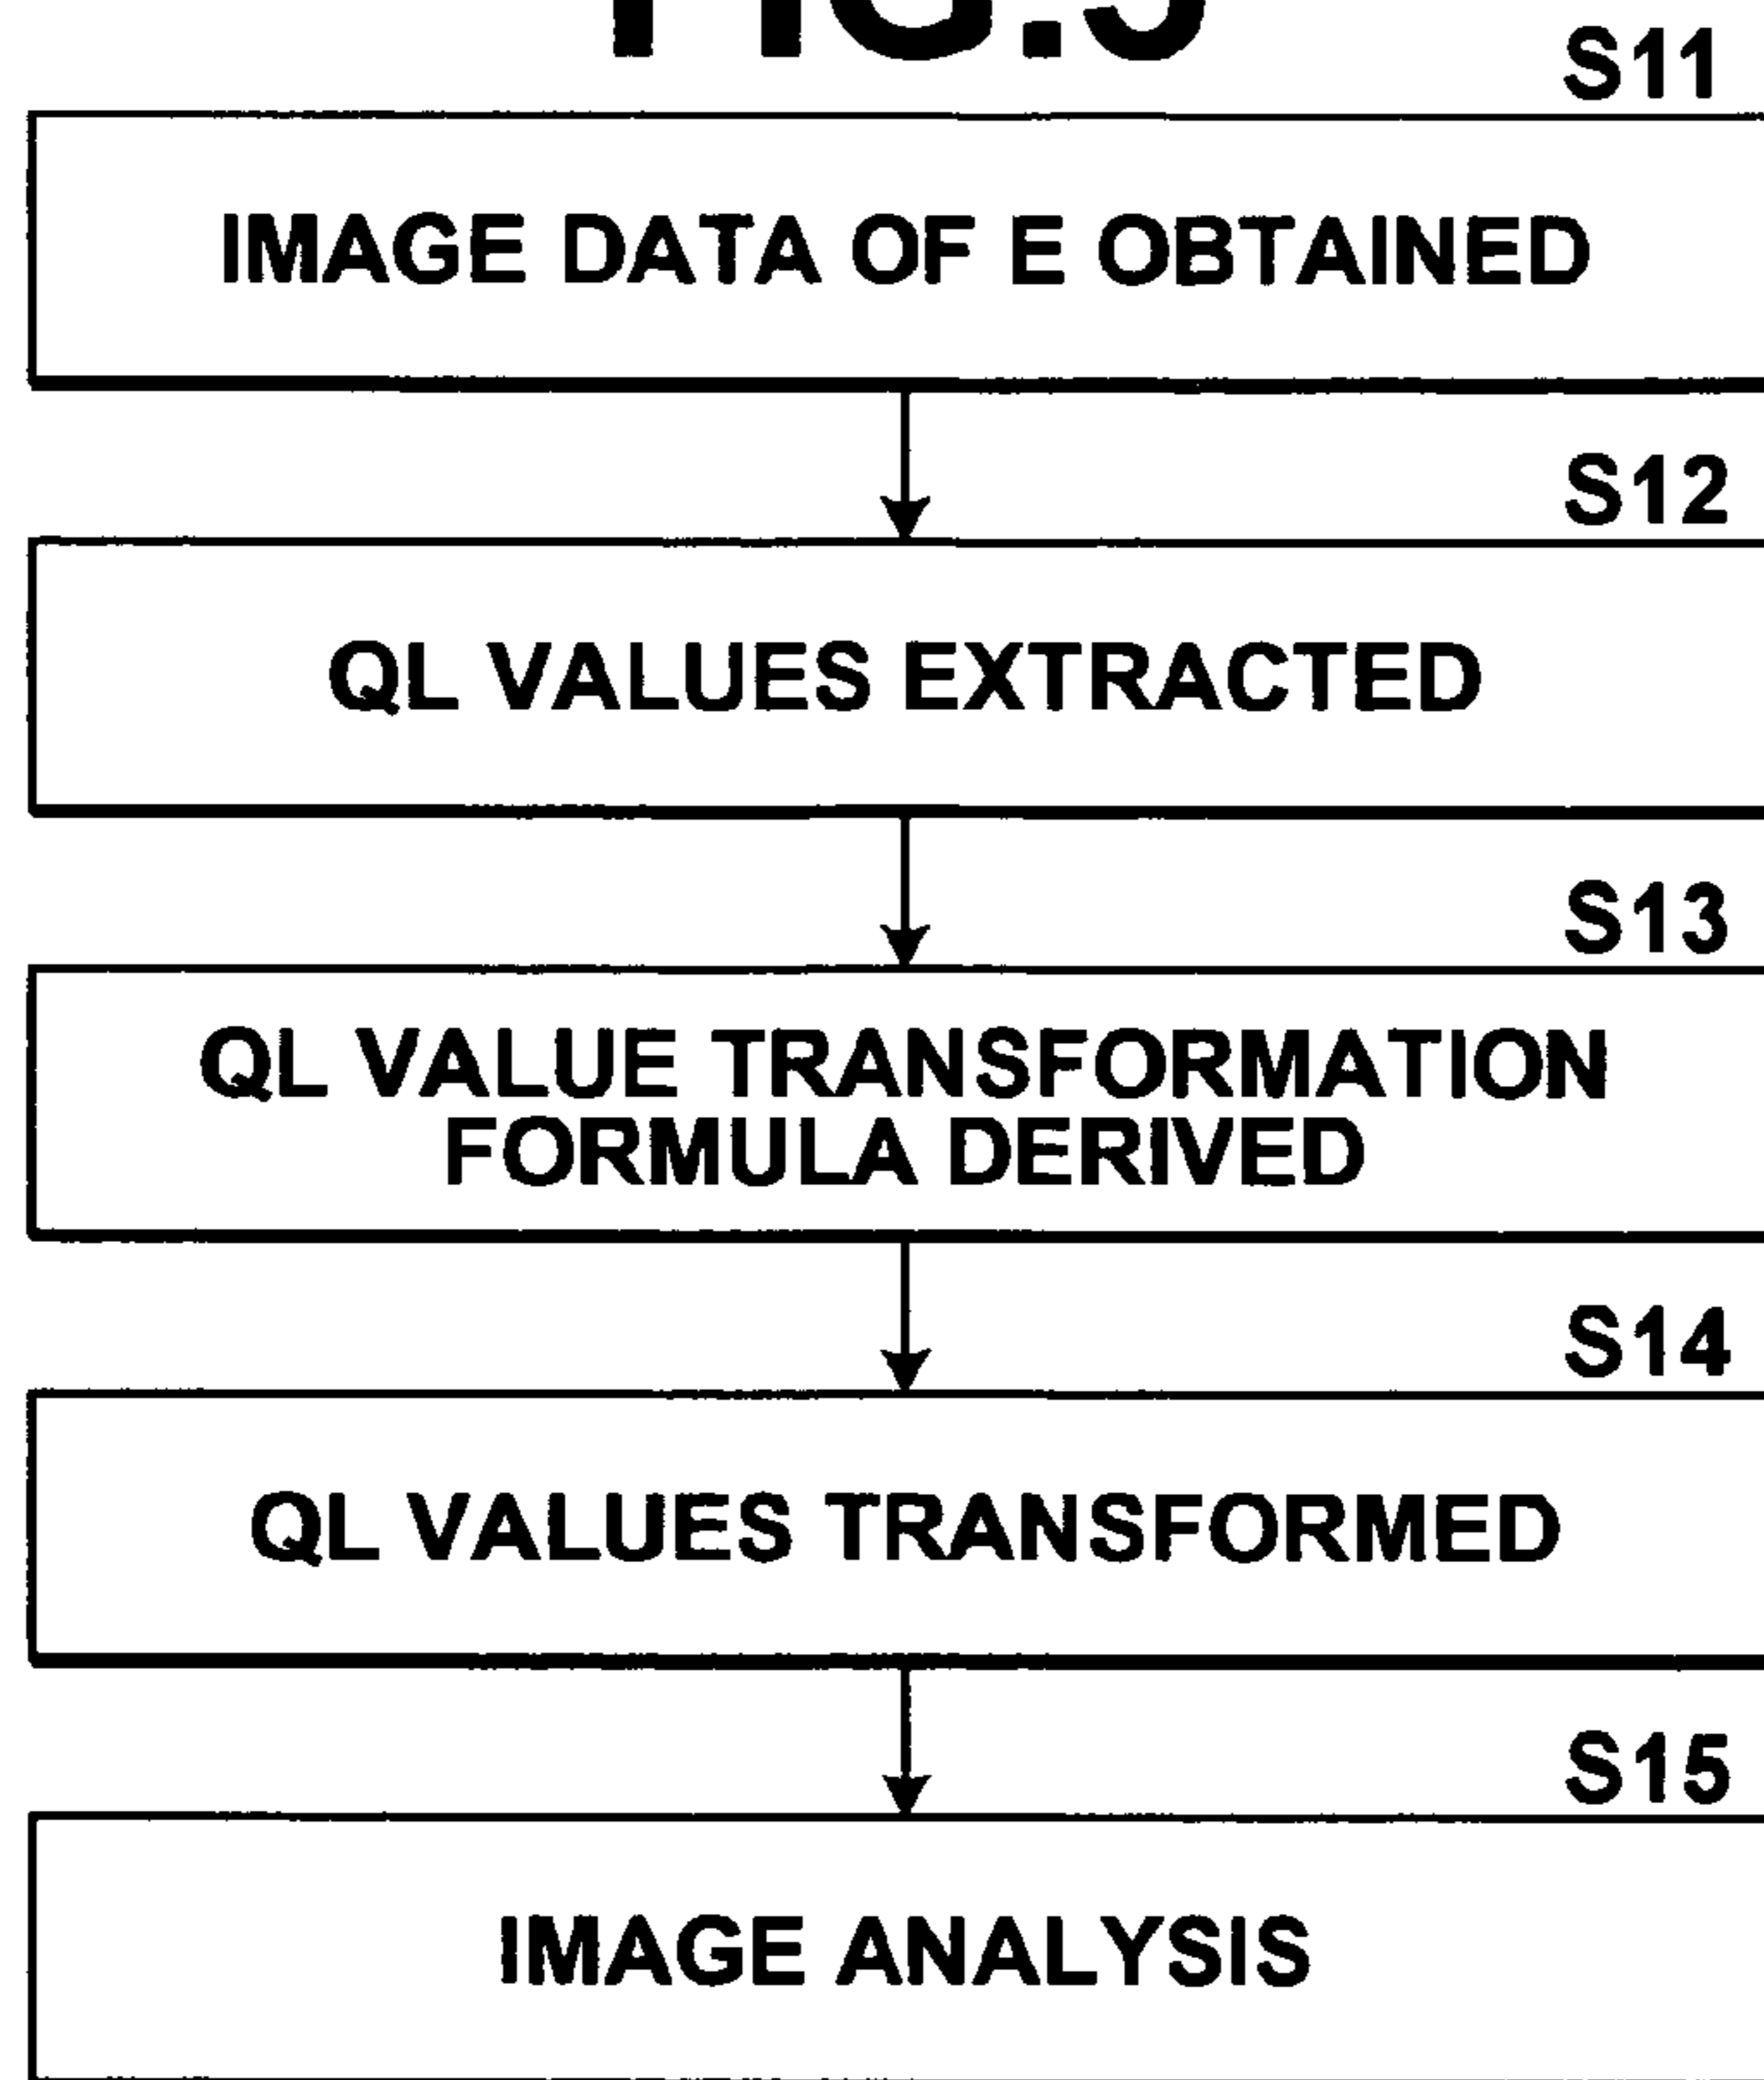 S11
IMAGE DATA OF E OBTAINED
S12
QL VALUES EXTRACTED
S13
QL VALUE TRANSFORMATION
FORMULA DERIVED
S14
QL VALUES TRANSFORMED
S15
IMAGE ANALYSIS